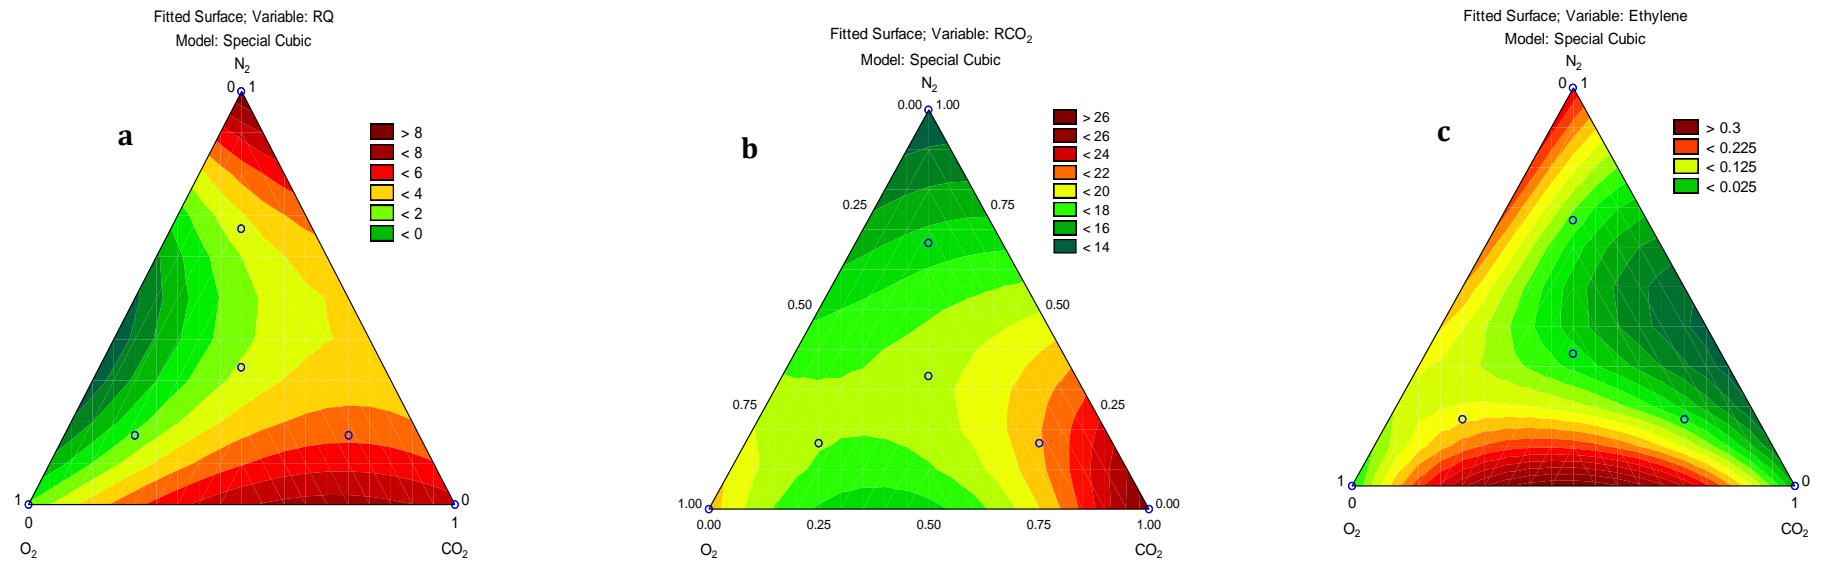 Fitted Surface; Variable: RQ
Model: Special Cubic
N₂
0 1
a
> 8
< 8
< 6
< 4
< 2
< 0
1 0
0 1
O₂ CO₂
Fitted Surface; Variable: RCO₂
Model: Special Cubic
N₂
0.00 1.00
b
> 26
< 26
< 24
< 22
< 20
< 18
< 16
< 14
0.25 0.75
0.50 0.50
0.75 0.25
1.00 0.00
0.00 0.25 0.50 0.75 1.00
O₂ CO₂
Fitted Surface; Variable: Ethylene
Model: Special Cubic
N₂
0 1
c
> 0.3
< 0.225
< 0.125
< 0.025
1 0
0 1
O₂ CO₂